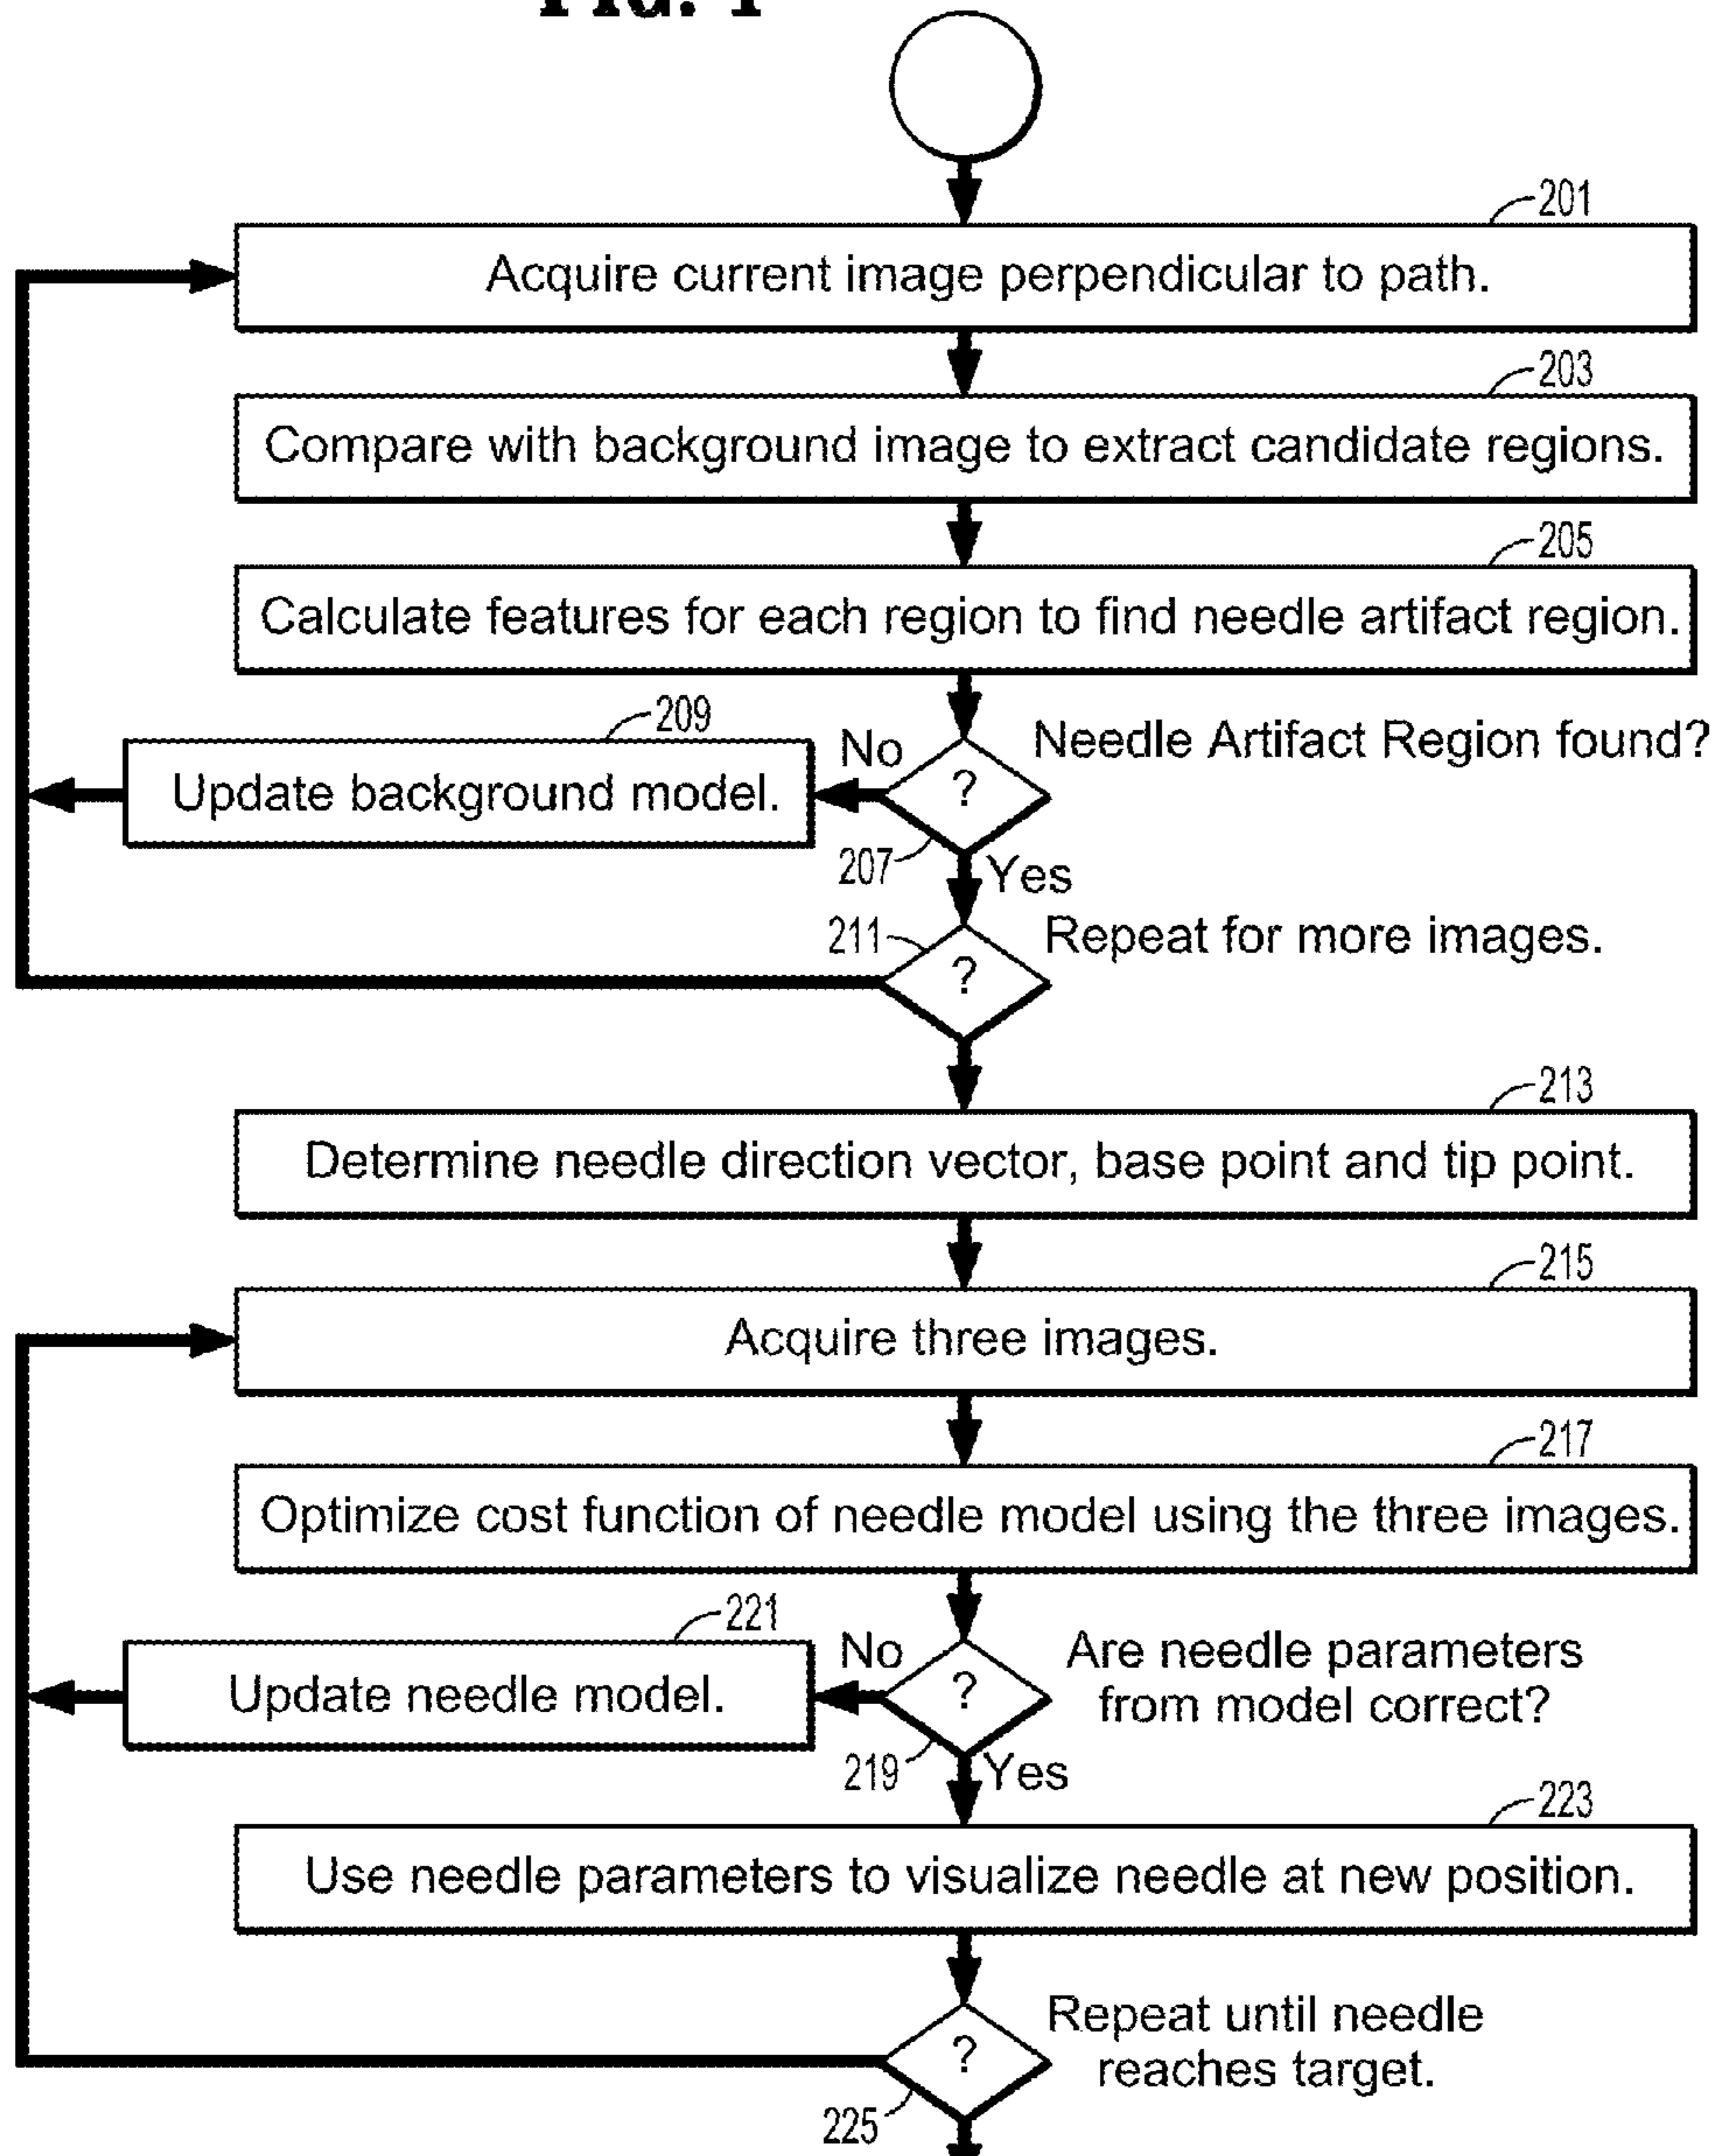 FIG. 1
201
Acquire current image perpendicular to path.
203
Compare with background image to extract candidate regions.
205
Calculate features for each region to find needle artifact region.
209
Update background model.
No
?
Needle Artifact Region found?
207
Yes
211
?
Repeat for more images.
213
Determine needle direction vector, base point and tip point.
215
Acquire three images.
217
Optimize cost function of needle model using the three images.
221
Update needle model.
No
?
Are needle parameters
from model correct?
219
Yes
223
Use needle parameters to visualize needle at new position.
?
Repeat until needle
reaches target.
225